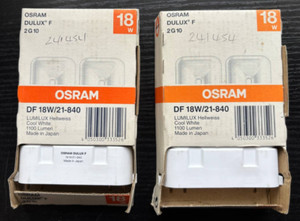 OSRAM
DULUX® F
2G10
18
W
241454
OSRAM
DF 18W/21-840
LUMILUX Hellweiss
Cool White
1100 Lumen
Made in Japan
OSRAM DULUX F
18
W
OSRAM
DULUX® F
2G10
18
W
241454
OSRAM
DF 18W/21-840
LUMILUX Hellweiss
Cool White
1100 Lumen
Made in Japan
18